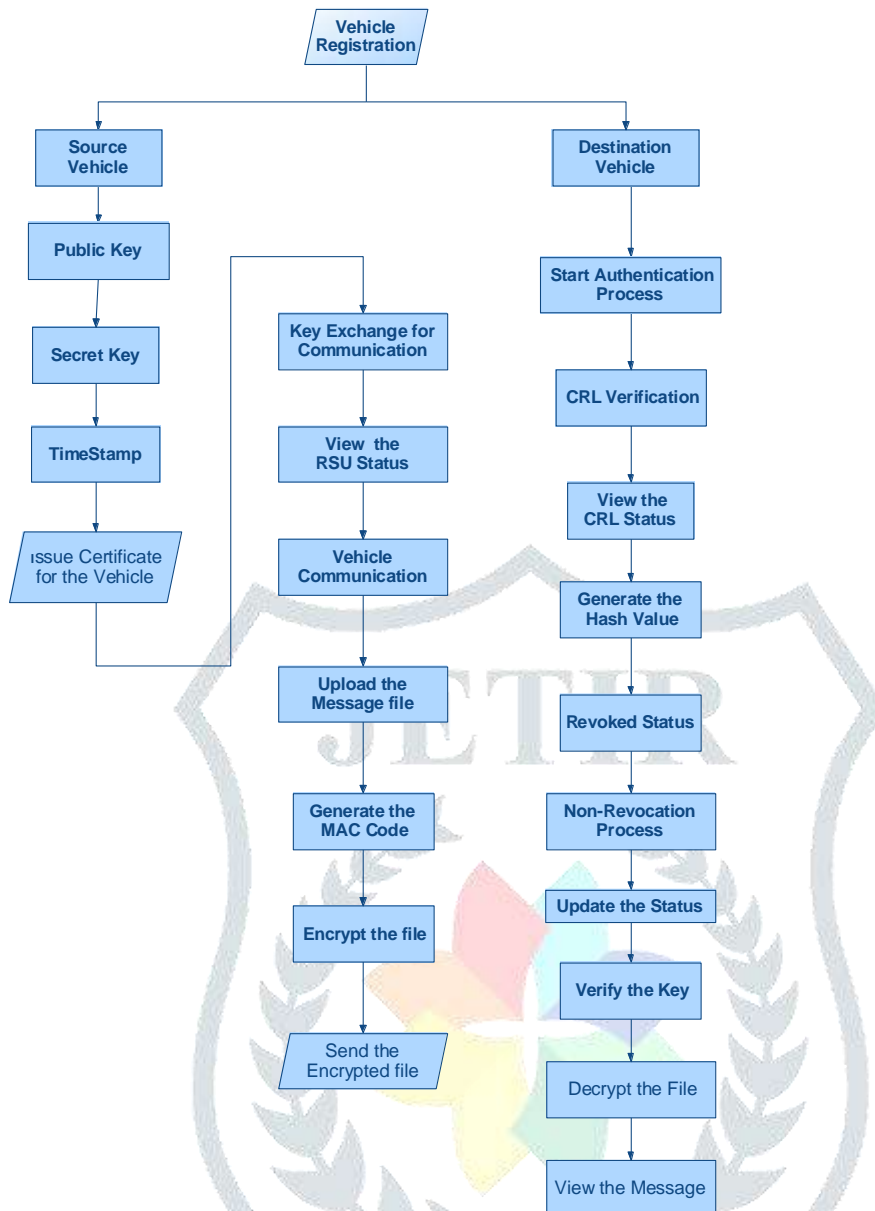 Vehicle
Registration
Source
Vehicle
Public Key
Secret Key
TimeStamp
Issue Certificate
for the Vehicle
Key Exchange for
Communication
View the
RSU Status
Vehicle
Communication
Upload the
Message file
Generate the
MAC Code
Encrypt the file
Send the
Encrypted file
Destination
Vehicle
Start Authentication
Process
CRL Verification
View the
CRL Status
Generate the
Hash Value
Revoked Status
Non-Revocation
Process
Update the Status
Verify the Key
Decrypt the File
View the Message
JETIR